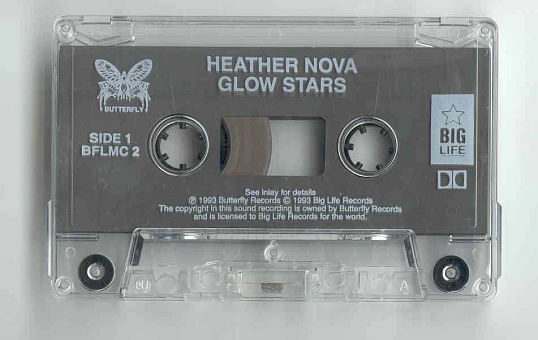 HEATHER NOVA
GLOW STARS
BUTTERFLY
SIDE 1
BFLMC 2
BIG
LIFE
See inlay for details
℗ 1993 Butterfly Records © 1993 Big Life Records
The copyright in this sound recording is owned by Butterfly Records
and is licensed to Big Life Records for the world.
A